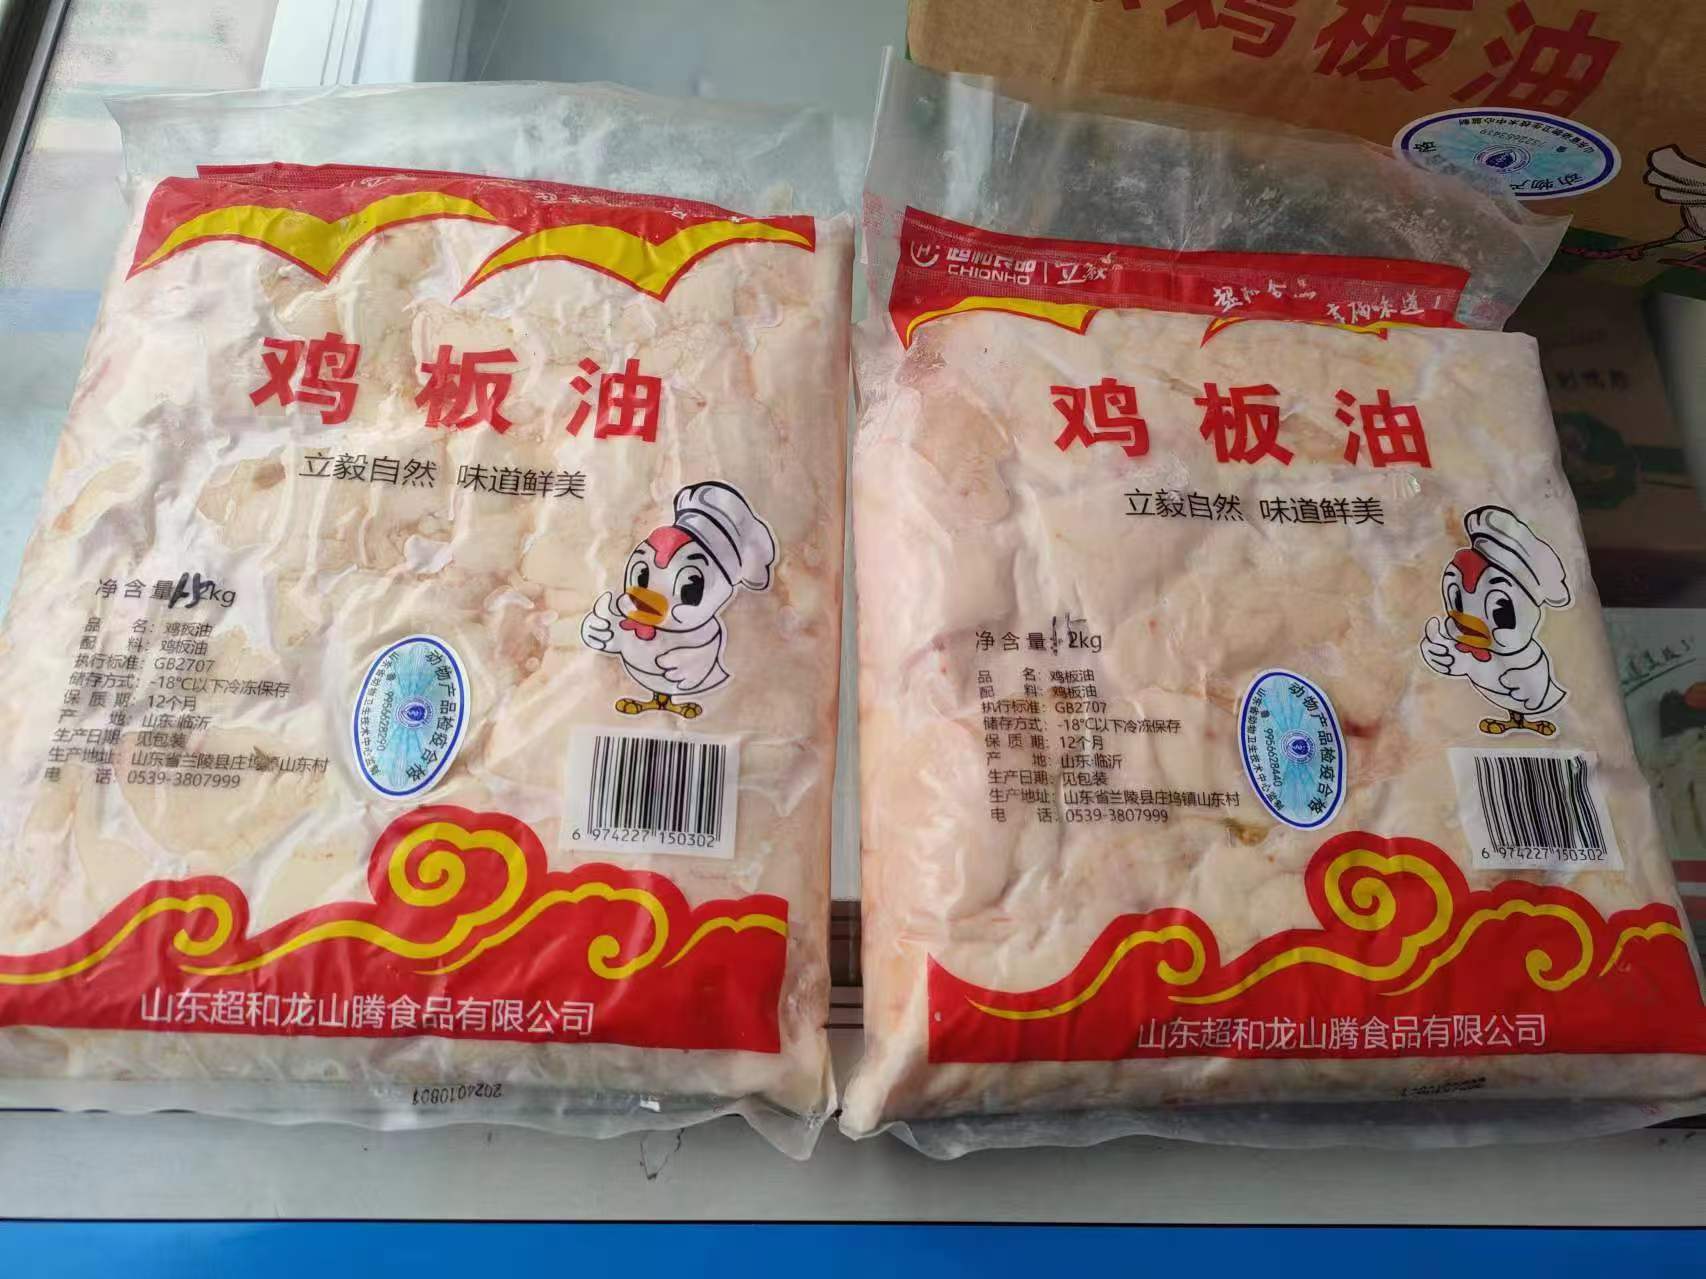 鸡板油
立毅自然 味道鲜美
净含量 2kg
品 名：鸡板油
配 料：鸡板油
执行标准：GB2707
储存方式：-18℃以下冷冻保存
保 质 期：12个月
产 地：山东·临沂
生产日期：见包装
生产地址：山东省兰陵县庄坞 山东村
电 话：0539-3807999
动物产品检疫合格
鲁 9956628290
6 974227 150302
山东超和龙山腾食品有限公司
20240108
CHIONHO
鸡板油
立毅自然 味道鲜美
净含量 2kg
品 名：鸡板油
配 料：鸡板油
执行标准：GB2707
储存方式：-18℃以下冷冻保存
保 质 期：12个月
产 地：山东·临沂
生产日期：见包装
生产地址：山东省兰陵县庄坞镇山东村
电 话：0539-3807999
动物产品检疫合格
鲁 9956628440
6 974227 150302
山东超和龙山腾食品有限公司
鸡板油